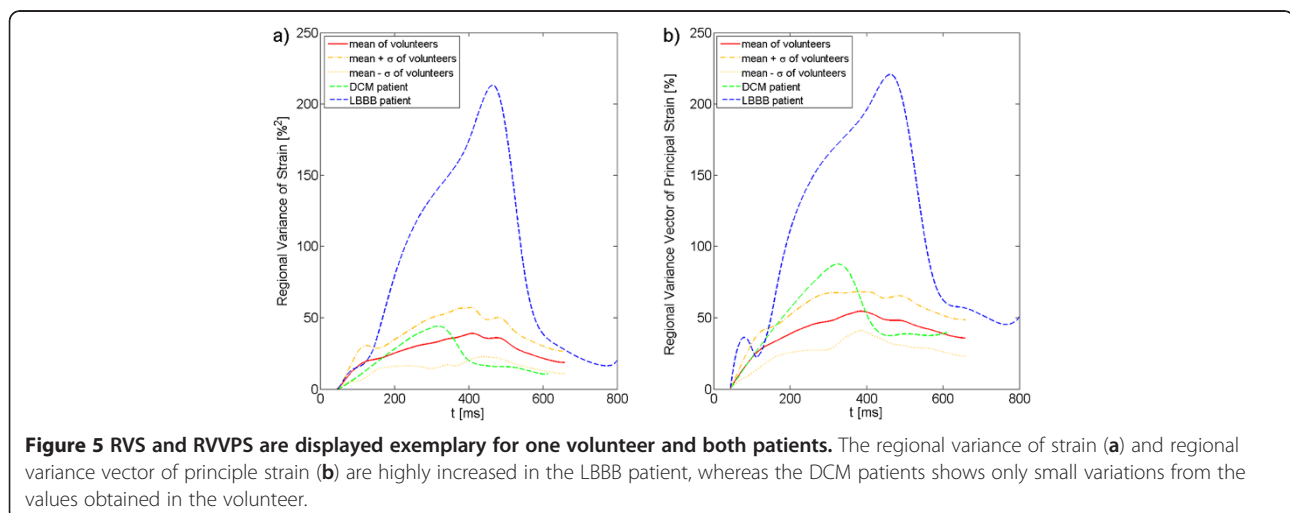 a)
mean of volunteers
mean + σ of volunteers
mean - σ of volunteers
DCM patient
LBBB patient
Regional Variance of Strain [%²]
250
200
150
100
50
0
0 200 400 600 800
t [ms]
b)
mean of volunteers
mean + σ of volunteers
mean - σ of volunteers
DCM patient
LBBB patient
Regional Variance Vector of Principal Strain [%]
250
200
150
100
50
0
0 200 400 600 800
t [ms]
Figure 5 RVS and RVVPS are displayed exemplary for one volunteer and both patients. The regional variance of strain (a) and regional
variance vector of principle strain (b) are highly increased in the LBBB patient, whereas the DCM patients shows only small variations from the
values obtained in the volunteer.